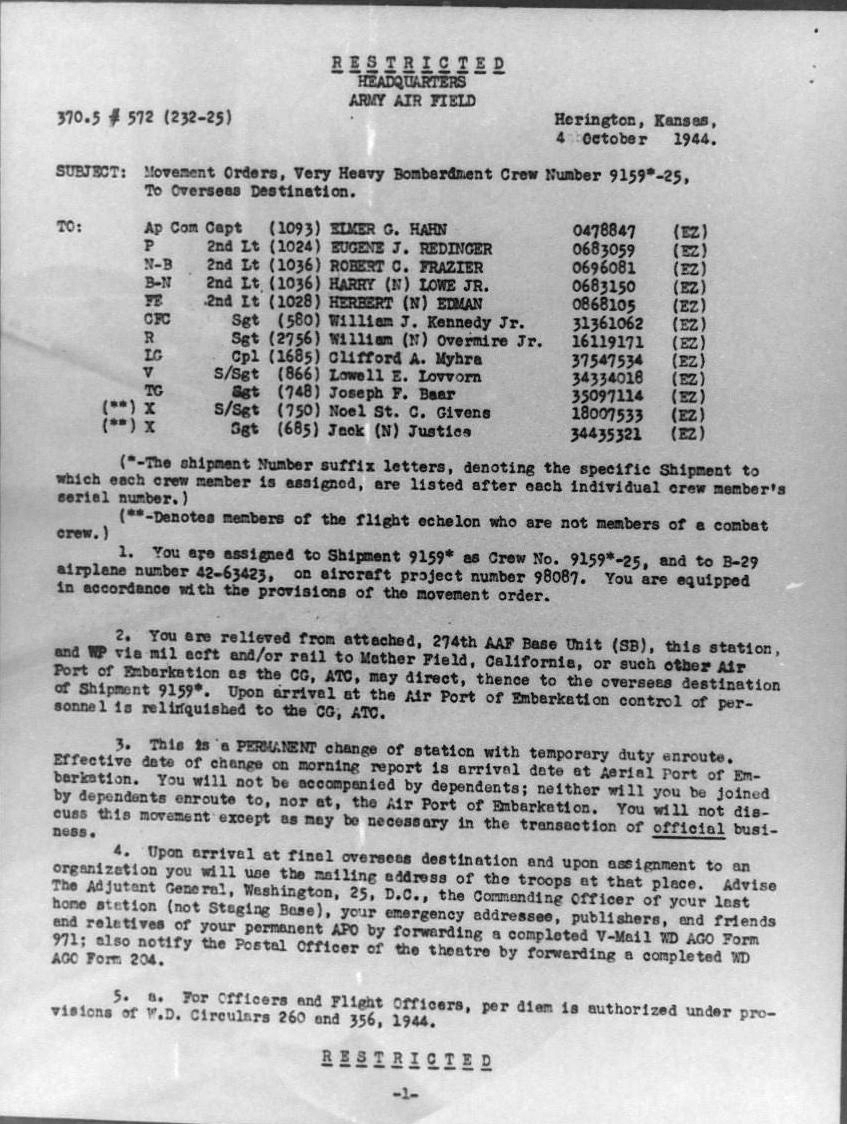 RESTRICTED
HEADQUARTERS
ARMY AIR FIELD
370.5 # 572 (232-25) Herington, Kansas,
4 October 1944.
SUBJECT: Movement Orders, Very Heavy Bombardment Crew Number 9159*-25,
To Overseas Destination.
TO: Ap Com Capt (1093) ELMER G. HAHN 0478847 (EZ)
P 2nd Lt (1024) EUGENE J. REDINGER 0683059 (EZ)
N-B 2nd Lt (1036) ROBERT C. FRAZIER 0696081 (EZ)
B-N 2nd Lt (1036) HARRY (N) LOWE JR. 0683150 (EZ)
FE 2nd Lt (1028) HERBERT (N) EDMAN 0868105 (EZ)
CFC Sgt (580) William J. Kennedy Jr. 31361062 (EZ)
R Sgt (2756) William (N) Overmire Jr. 16119171 (EZ)
LG Cpl (1685) Clifford A. Myhra 37547534 (EZ)
V S/Sgt (866) Lowell E. Lovvorn 34334018 (EZ)
TG Sgt (748) Joseph F. Baar 35097114 (EZ)
(**) X S/Sgt (750) Noel St. C. Givens 18007533 (EZ)
(**) X Sgt (685) Jack (N) Justice 34435321 (EZ)
(*-The shipment Number suffix letters, denoting the specific Shipment to
which each crew member is assigned, are listed after each individual crew member's
serial number.)
(**-Denotes members of the flight echelon who are not members of a combat
crew.)
1. You are assigned to Shipment 9159* as Crew No. 9159*-25, and to B-29
airplane number 42-63423, on aircraft project number 98087. You are equipped
in accordance with the provisions of the movement order.
2. You are relieved from attached, 274th AAF Base Unit (SB), this station,
and WP via mil acft and/or rail to Mather Field, California, or such other Air
Port of Embarkation as the CG, ATC, may direct, thence to the overseas destination
of Shipment 9159*. Upon arrival at the Air Port of Embarkation control of per-
sonnel is relinquished to the CG, ATC.
3. This is a PERMANENT change of station with temporary duty enroute.
Effective date of change on morning report is arrival date at Aerial Port of Em-
barkation. You will not be accompanied by dependents; neither will you be joined
by dependents enroute to, nor at, the Air Port of Embarkation. You will not dis-
cuss this movement except as may be necessary in the transaction of official busi-
ness.
4. Upon arrival at final overseas destination and upon assignment to an
organization you will use the mailing address of the troops at that place. Advise
The Adjutant General, Washington, 25, D.C., the Commanding Officer of your last
home station (not Staging Base), your emergency addressee, publishers, and friends
and relatives of your permanent APO by forwarding a completed V-Mail WD AGO Form
971; also notify the Postal Officer of the theatre by forwarding a completed WD
AGO Form 204.
5. a. For Officers and Flight Officers, per diem is authorized under pro-
visions of W.D. Circulars 260 and 356, 1944.
RESTRICTED
-1-